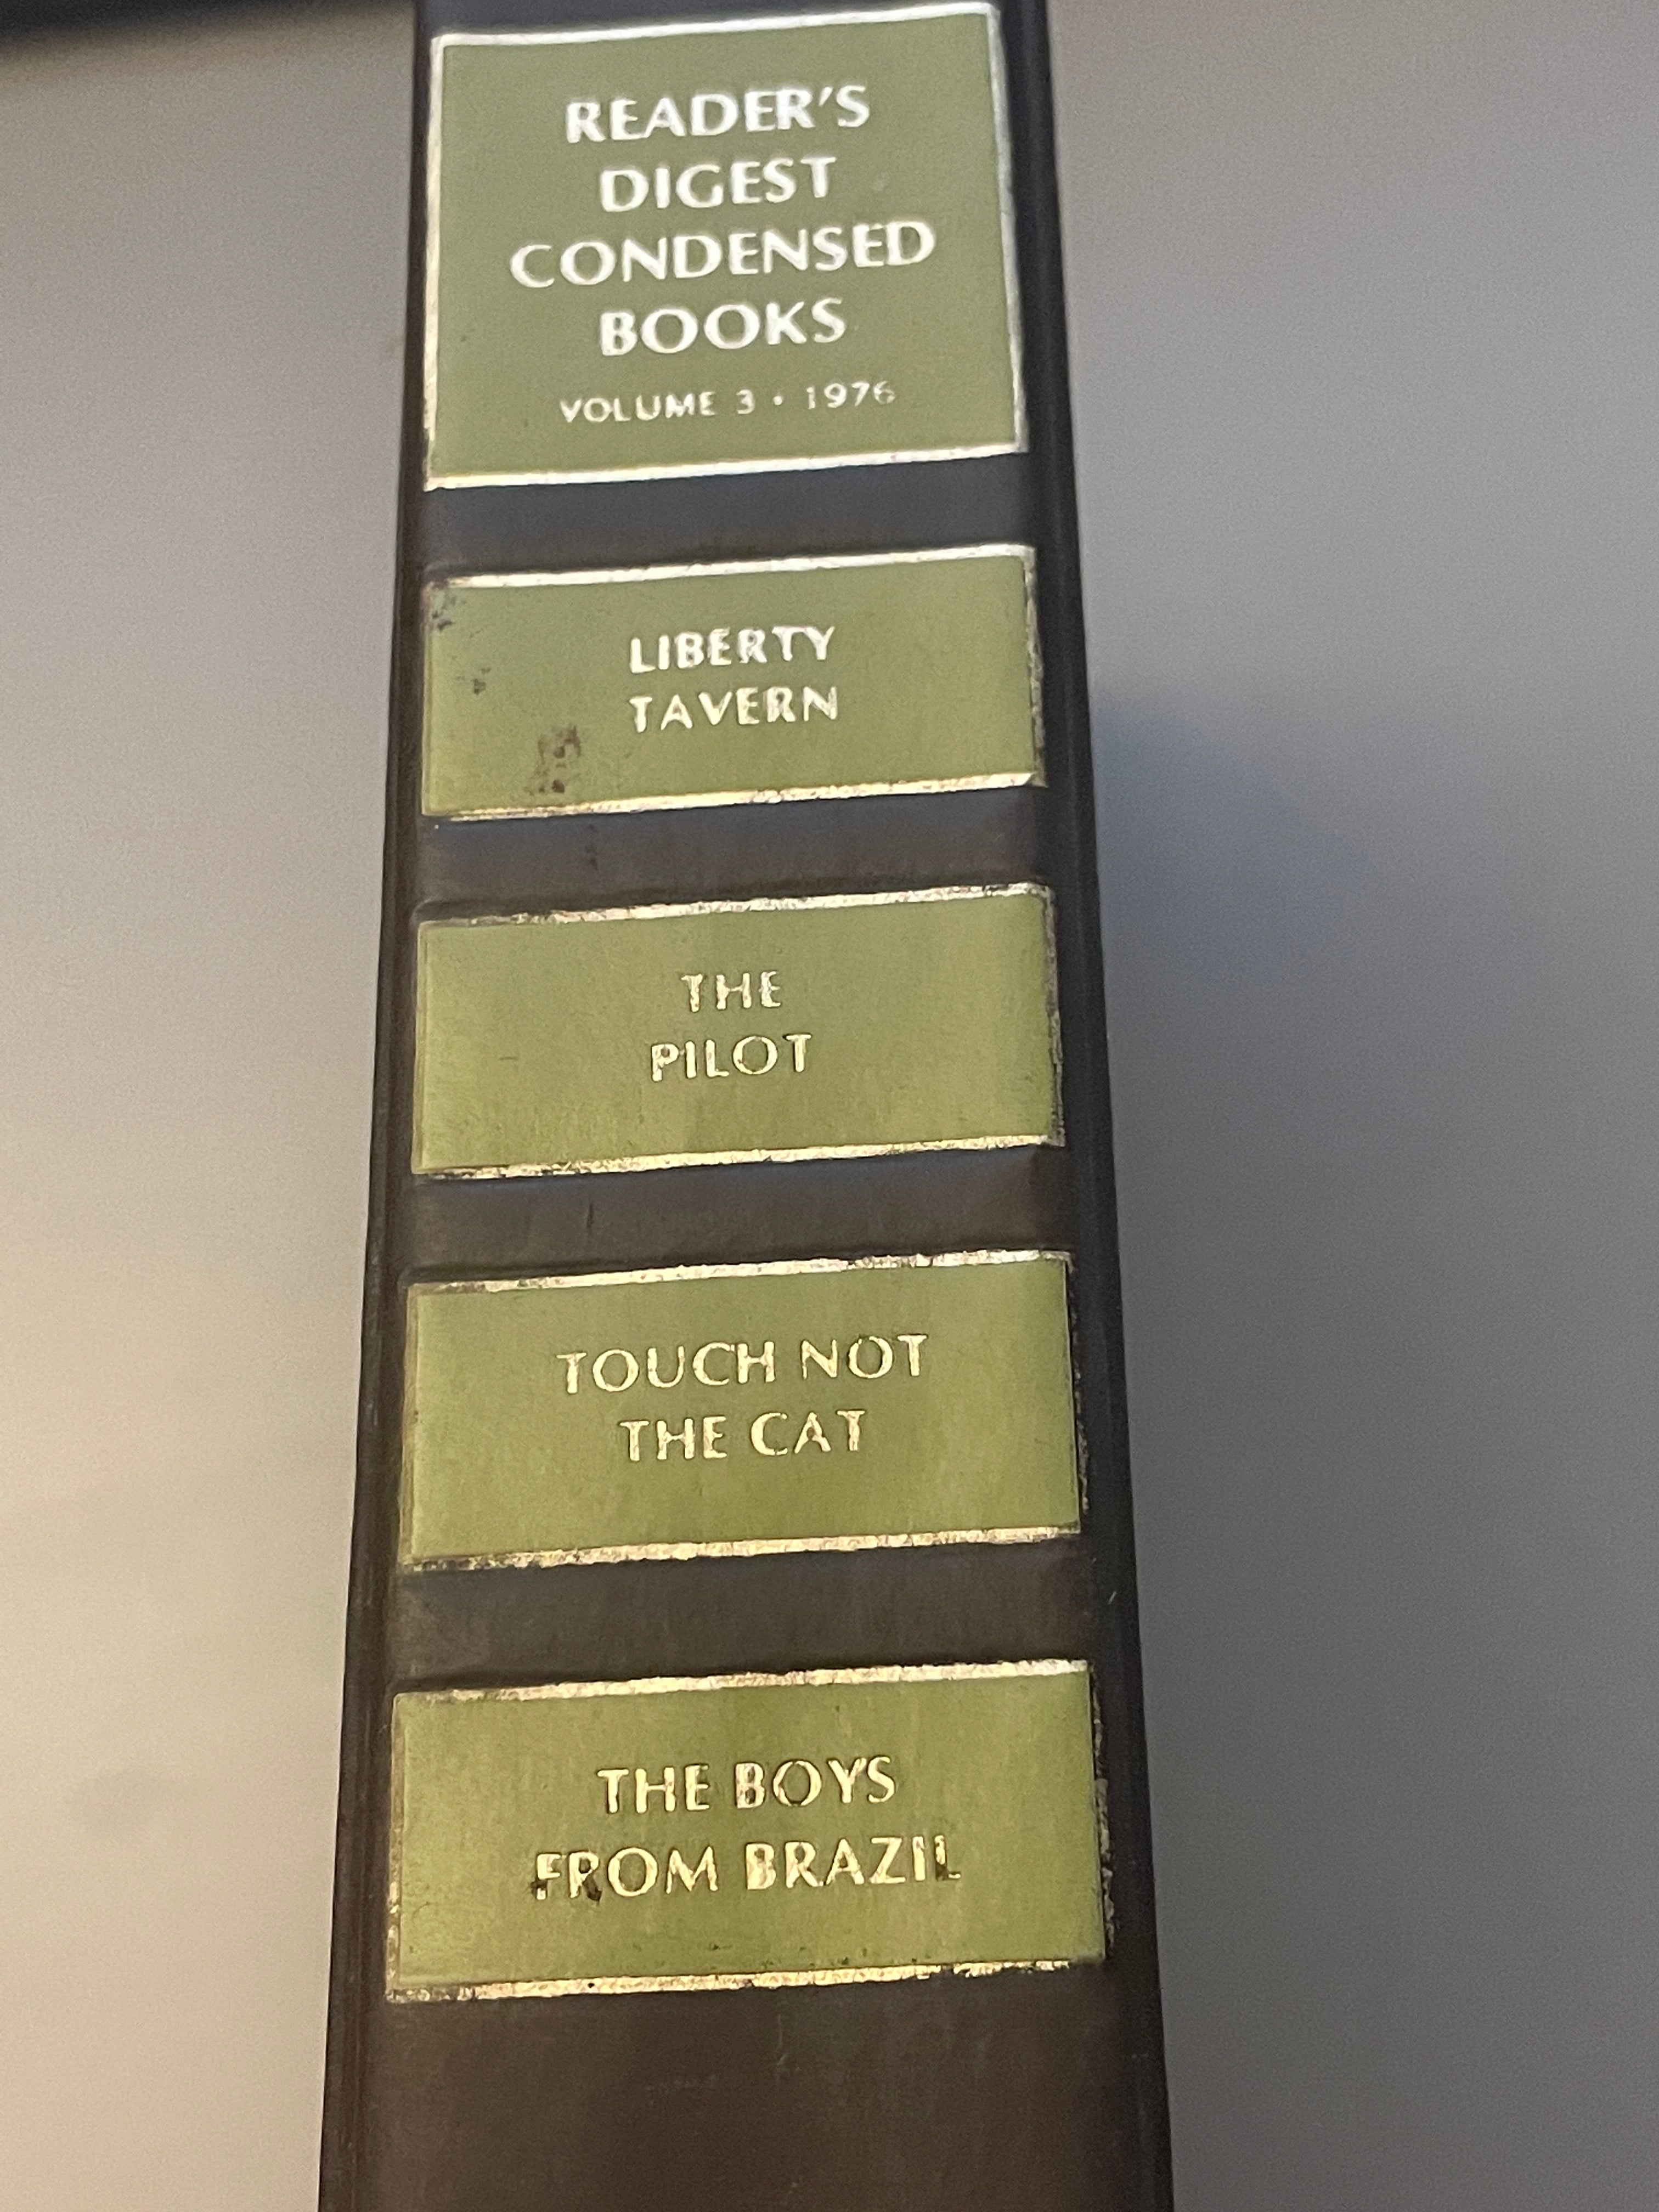 READER'S
DIGEST
CONDENSED
BOOKS
VOLUME 3 • 1976
LIBERTY
TAVERN
THE
PILOT
TOUCH NOT
THE CAT
THE BOYS
FROM BRAZIL